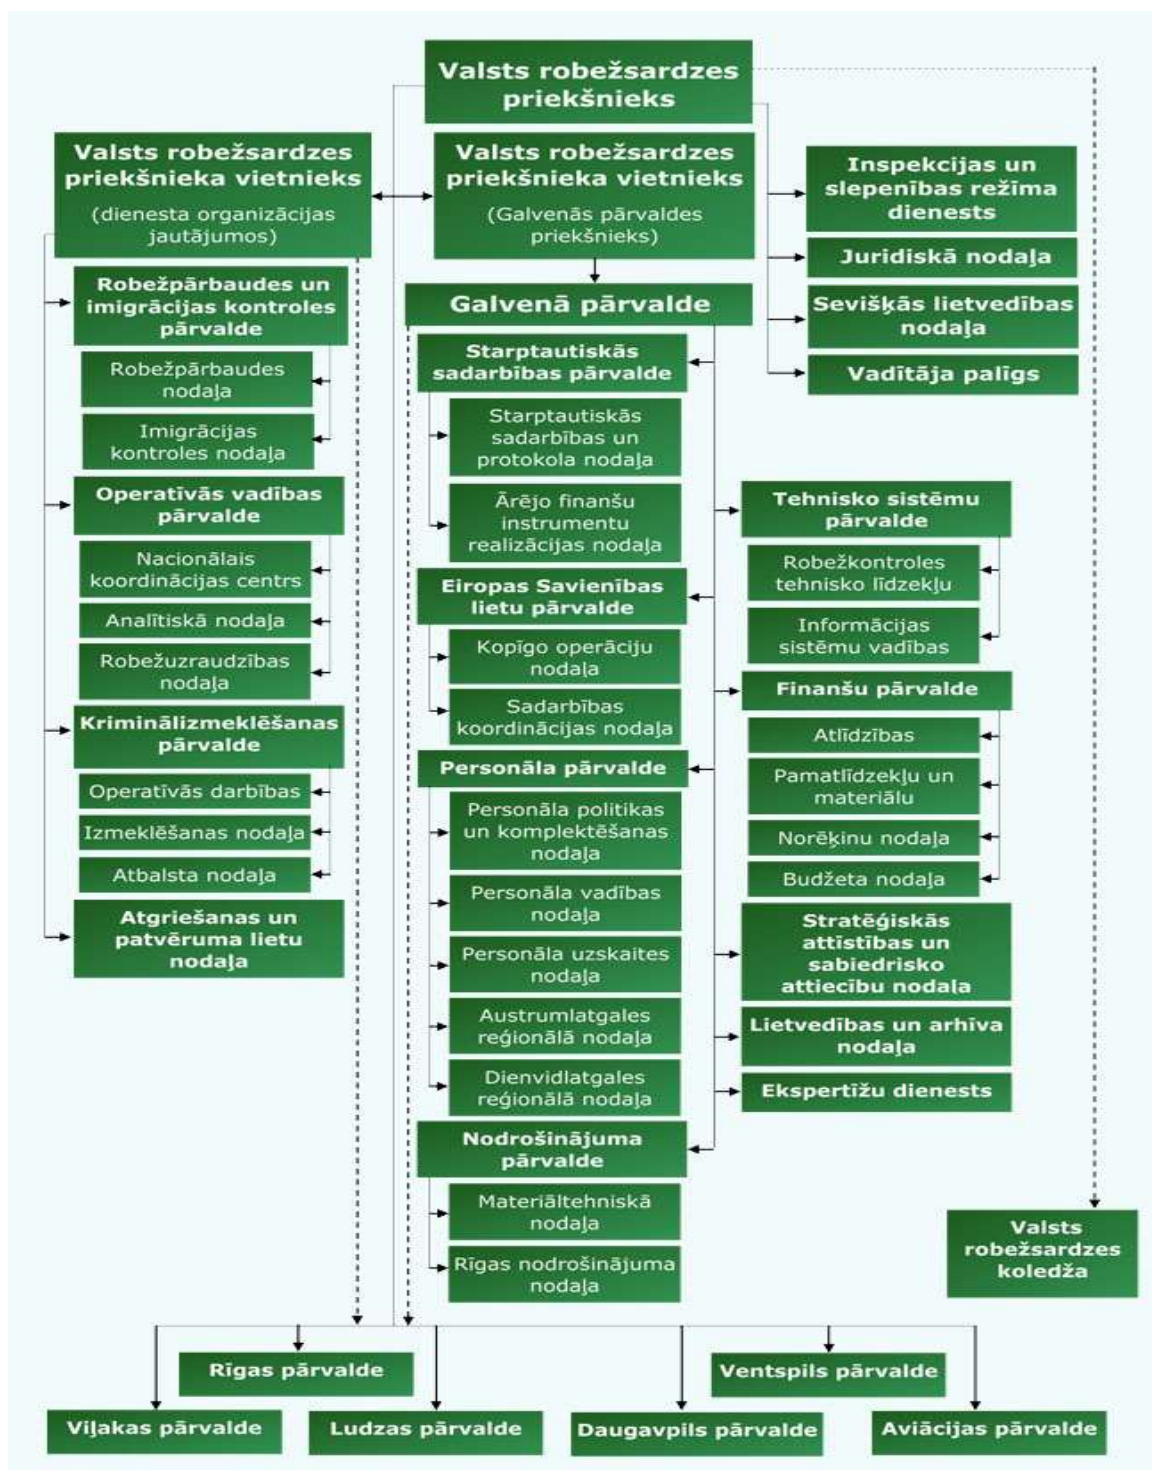 Valsts robežsardzes
priekšnieks
Valsts robežsardzes
priekšnieka vietnieks
(dienesta organizācijas
jautājumos)
Valsts robežsardzes
priekšnieka vietnieks
(Galvenās pārvaldes
priekšnieks)
Inspekcijas un
slepenības režīma
dienests
Juridiskā nodaļa
Sevišķās lietvedības
nodaļa
Vadītāja palīgs
Robežpārbaudes un
imigrācijas kontroles
pārvalde
Robežpārbaudes
nodaļa
Imigrācijas
kontroles nodaļa
Operatīvās vadības
pārvalde
Nacionālais
koordinācijas centrs
Analītiskā nodaļa
Robežuzraudzības
nodaļa
Kriminālizmeklēšanas
pārvalde
Operatīvās darbības
Izmeklēšanas nodaļa
Atbalsta nodaļa
Atgriešanas un
patvēruma lietu
nodaļa
Galvenā pārvalde
Starptautiskās
sadarbības pārvalde
Starptautiskās
sadarbības un
protokola nodaļa
Ārējo finanšu
instrumentu
realizācijas nodaļa
Eiropas Savienības
lietu pārvalde
Kopīgo operāciju
nodaļa
Sadarbības
koordinācijas nodaļa
Personāla pārvalde
Personāla politikas
un komplektēšanas
nodaļa
Personāla vadības
nodaļa
Personāla uzskaites
nodaļa
Austrumlatgales
reģionālā nodaļa
Dienvidlatgales
reģionālā nodaļa
Nodrošinājuma
pārvalde
Materiāltehniskā
nodaļa
Rīgas nodrošinājuma
nodaļa
Tehnisko sistēmu
pārvalde
Robežkontroles
tehnisko līdzekļu
Informācijas
sistēmu vadības
Finanšu pārvalde
Atlīdzības
Pamatlīdzekļu un
materiālu
Norēķinu nodaļa
Budžeta nodaļa
Stratēģiskās
attīstības un
sabiedrisko
attiecību nodaļa
Lietvedības un arhīva
nodaļa
Ekspertīžu dienests
Valsts
robežsardzes
koledža
Rīgas pārvalde
Ventspils pārvalde
Viļakas pārvalde
Ludzas pārvalde
Daugavpils pārvalde
Aviācijas pārvalde